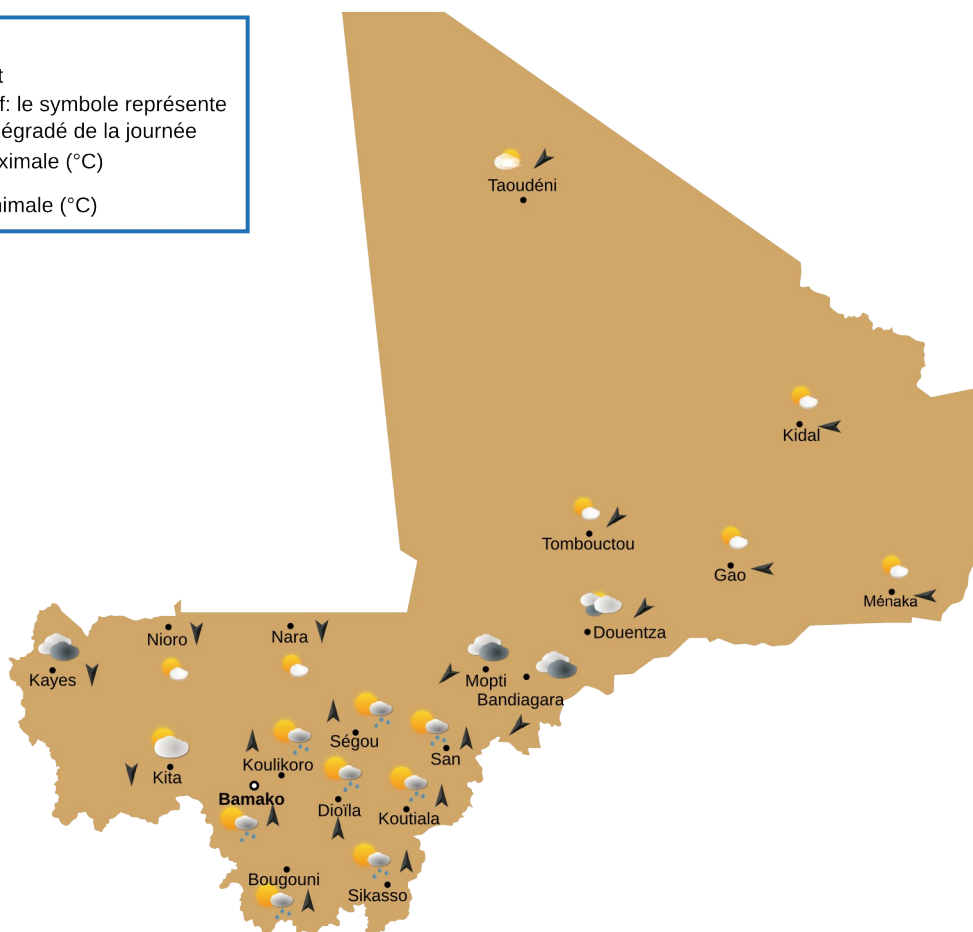 t
f: le symbole représente
égradé de la journée
ximale (°C)
imale (°C)
Taoudéni
Kidal
Tombouctou
Gao
Ménaka
Douentza
Nioro
Nara
Kayes
Mopti
Bandiagara
Ségou
San
Koulikoro
Kita
Bamako
Dioïla
Koutiala
Bougouni
Sikasso